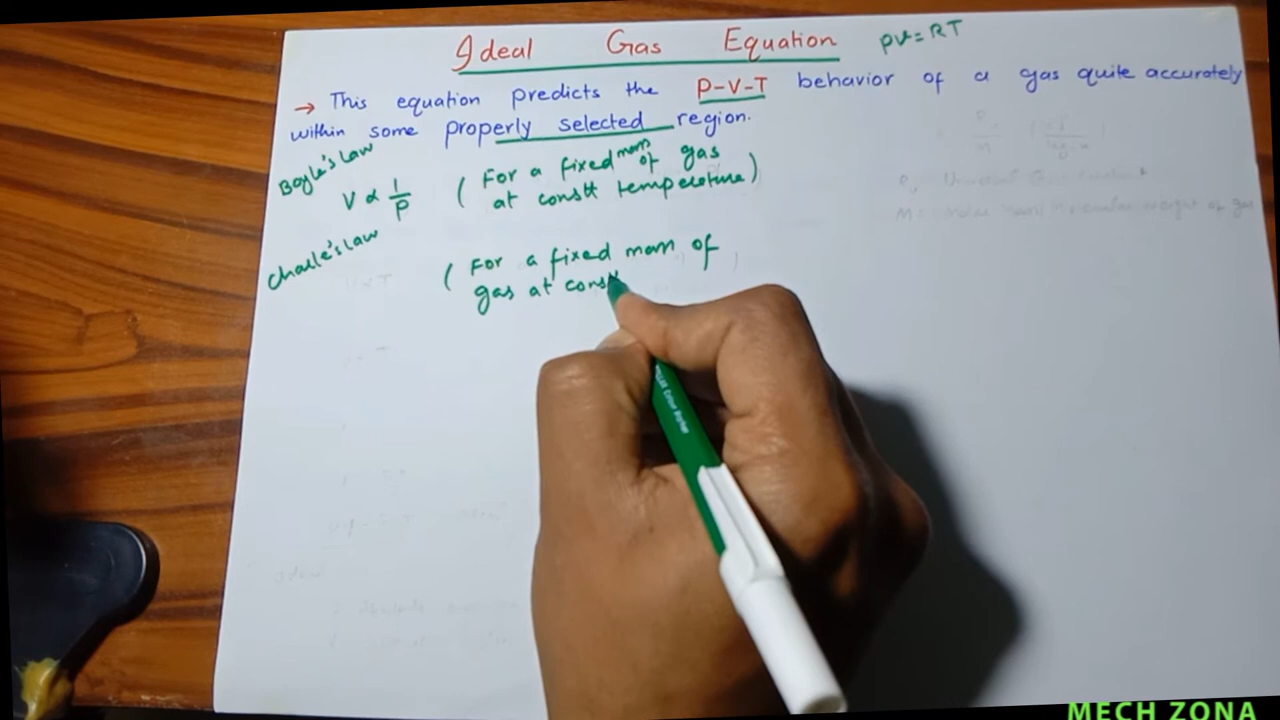 Ideal Gas Equation pv=RT
→ This equation predicts the P-V-T behavior of a gas quite accurately
within some properly selected region.
Boyle's law
V ∝ 1/P ( For a fixed mass of gas
at constt temperature)
Charle's law
( For a fixed mass of
gas at const
MECH ZONA